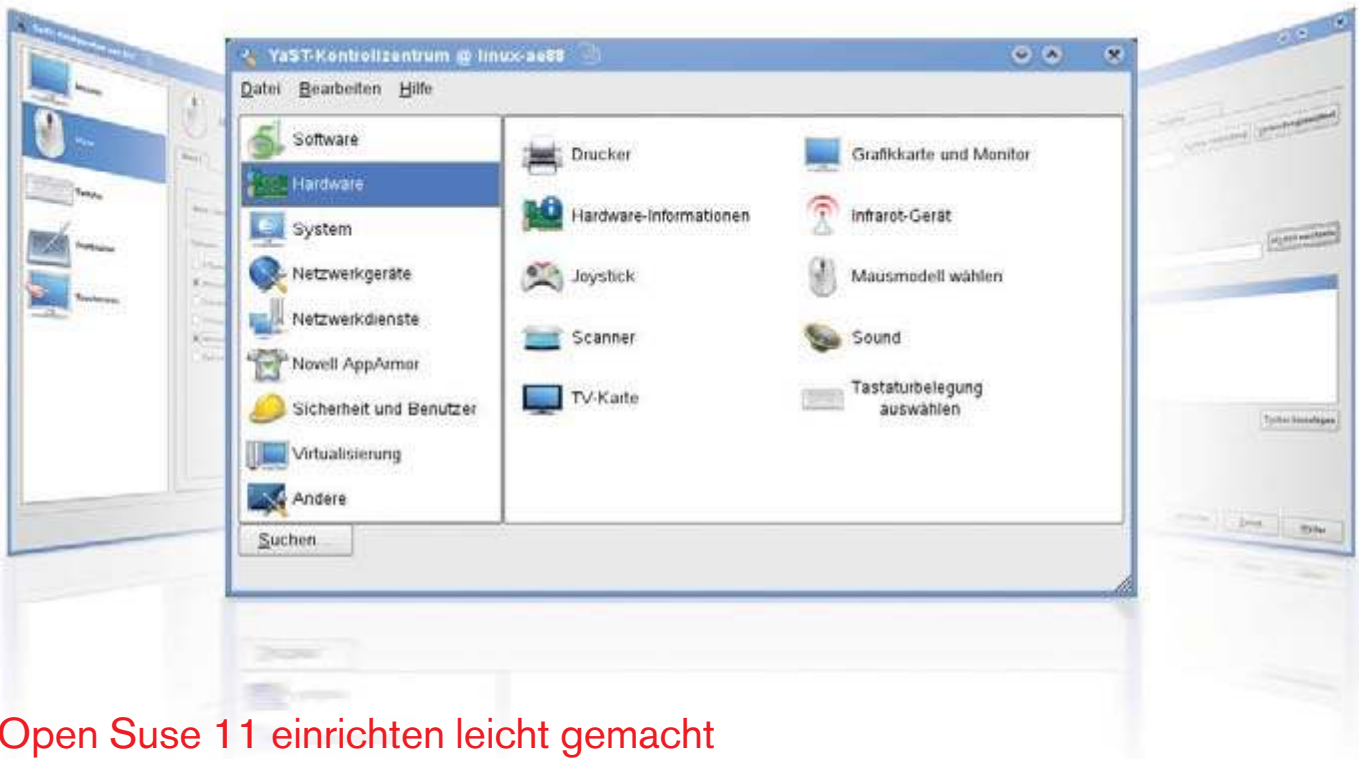 YaST-Kontrollzentrum @ linux-ae88
Datei Bearbeiten Hilfe
Software
Hardware
System
Netzwerkgeräte
Netzwerkdienste
Novell AppArmor
Sicherheit und Benutzer
Virtualisierung
Andere
Suchen
Drucker
Grafikkarte und Monitor
Hardware-Informationen
Infrarot-Gerät
Joystick
Mausmodell wählen
Scanner
Sound
TV-Karte
Tastaturbelegung
auswählen
Open Suse 11 einrichten leicht gemacht